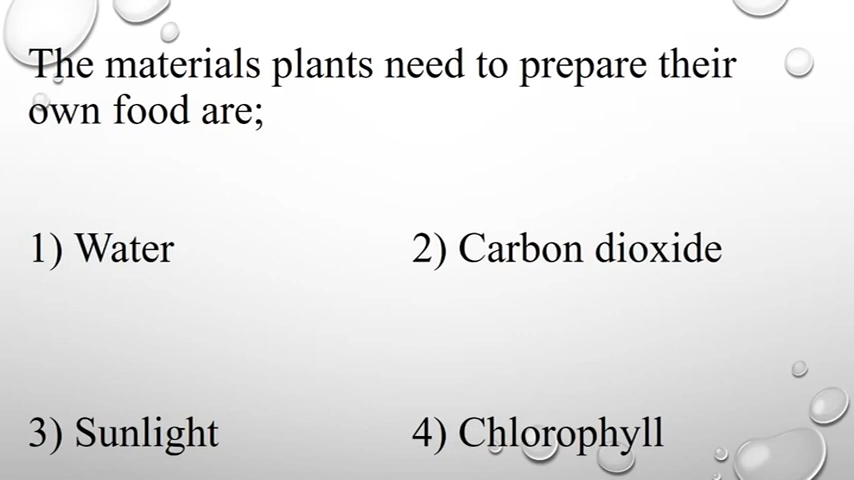 The materials plants need to prepare their
own food are;
1) Water
2) Carbon dioxide
3) Sunlight
4) Chlorophyll